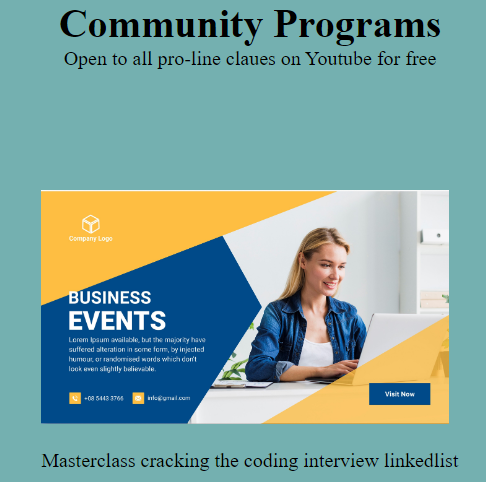 Community Programs
Open to all pro-line claues on Youtube for free
Company Logo
BUSINESS
EVENTS
Lorem Ipsum available, but the majority have
suffered alteration in some form, by injected
humour, or randomised words which don't
look even slightly believable.
+08 5443 3766
info@gmail.com
Visit Now
Masterclass cracking the coding interview linkedlist